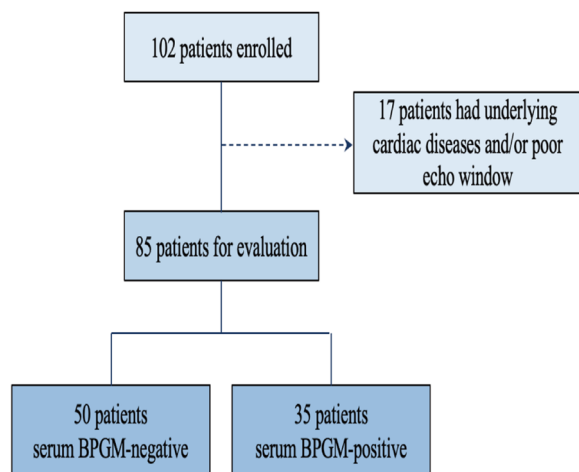 102 patients enrolled
17 patients had underlying
cardiac diseases and/or poor
echo window
85 patients for evaluation
50 patients
serum BPGM-negative
35 patients
serum BPGM-positive